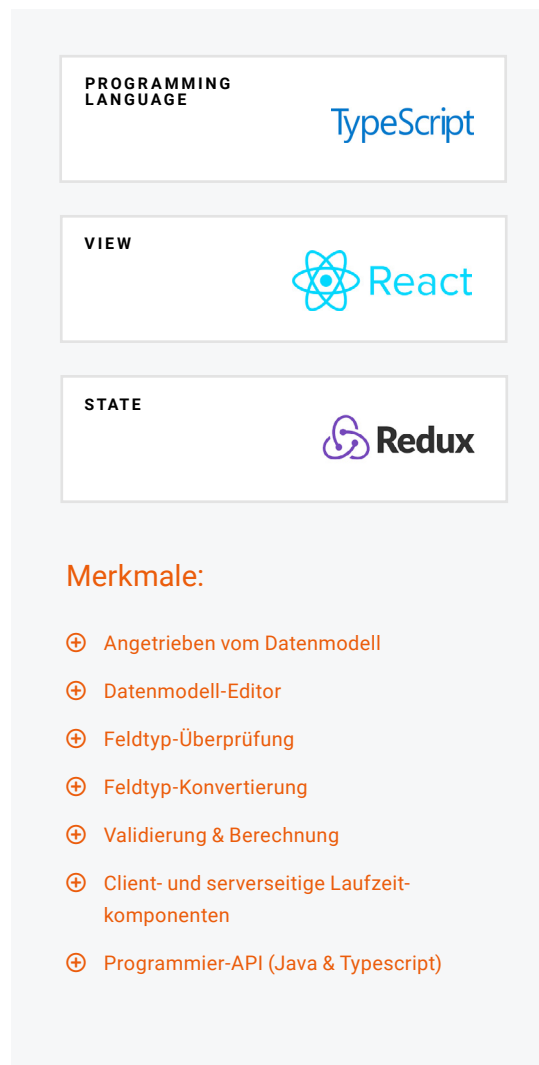 PROGRAMMING
LANGUAGE
TypeScript
VIEW
React
STATE
Redux
Merkmale:
Angetrieben vom Datenmodell
Datenmodell-Editor
Feldtyp-Überprüfung
Feldtyp-Konvertierung
Validierung & Berechnung
Client- und serverseitige Laufzeit-
komponenten
Programmier-API (Java & Typescript)